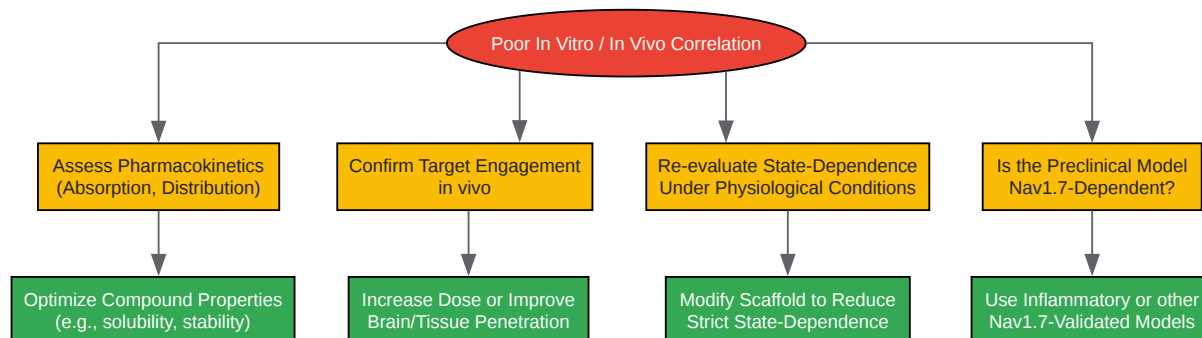 Poor In Vitro / In Vivo Correlation
Assess Pharmacokinetics
(Absorption, Distribution)
Confirm Target Engagement
in vivo
Re-evaluate State-Dependence
Under Physiological Conditions
Is the Preclinical Model
Nav1.7-Dependent?
Optimize Compound Properties
(e.g., solubility, stability)
Increase Dose or Improve
Brain/Tissue Penetration
Modify Scaffold to Reduce
Strict State-Dependence
Use Inflammatory or other
Nav1.7-Validated Models